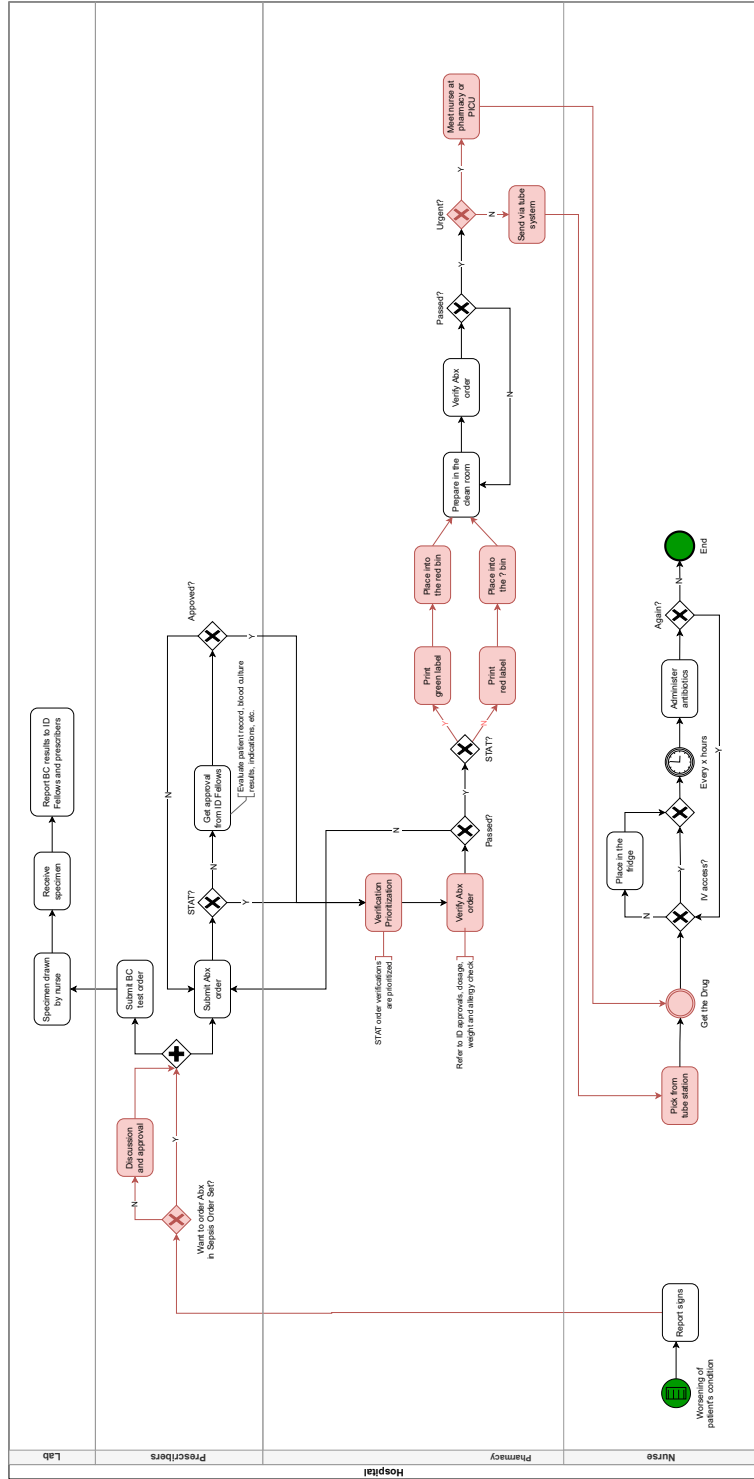 Hospital
Lab
Prescribers
Pharmacy
Nurse
Specimen drawn
by nurse
Receive
specimen
Report BC results to ID
Fellows and prescribers
Want to order Abx
in Sepsis Order Set?
N
Y
Discussion
and approval
Submit BC
test order
Submit Abx
order
STAT?
N
Y
Get approval
from ID Fellows
Evaluate patient record, blood culture
results, indications, etc.
Appoved?
N
Y
STAT order verifications
are prioritized
Verification
Prioritization
Refer to ID approvals, dosage,
weight and allergy check
Verify Abx
order
Passed?
N
Y
STAT?
Y
N
Print
green label
Print
red label
Place into
the red bin
Place into
the ? bin
Prepare in the
clean room
Verify Abx
order
Passed?
N
Y
Urgent?
Y
N
Meet nurse at
pharmacy or
PICU
Send via tube
system
Worsening of
patient's condition
Report signs
Pick from
tube station
Get the Drug
IV access?
N
Y
Place in the
fridge
Every x hours
Administer
antibiotics
Again?
Y
N
End